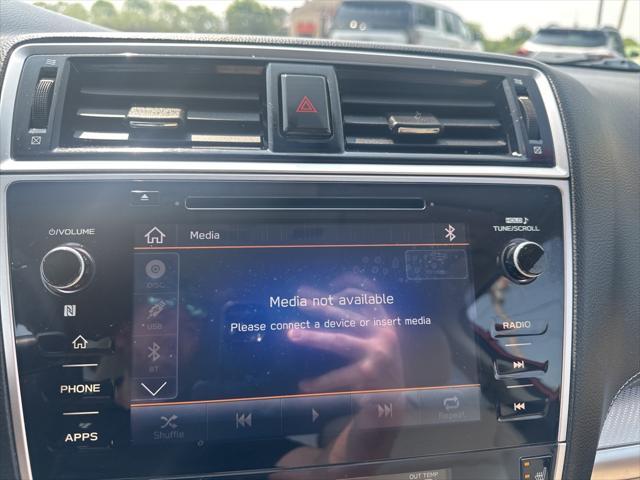 ⏻/VOLUME
Media
HOLD ♪
TUNE/SCROLL
DISC
Media not available
USB
Please connect a device or insert media
RADIO
BT
PHONE
Shuffle
Repeat
APPS
OUT TEMP